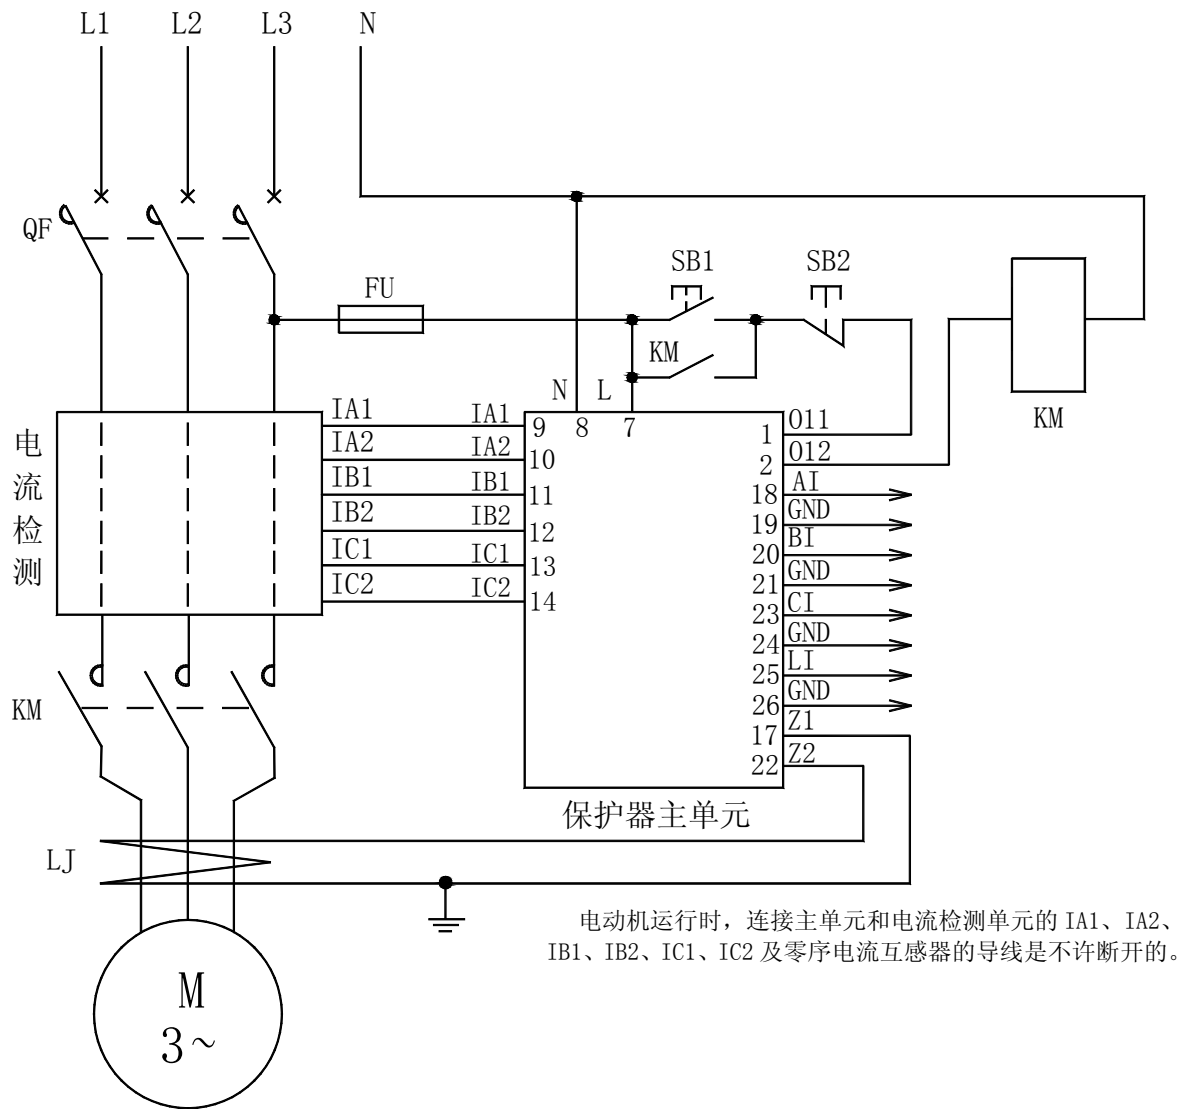 L1 L2 L3 N
QF
FU
SB1 SB2
KM
N L
KM
电流检测
IA1 IA1 9 8 7 1 O11
IA2 IA2 10 2 O12
IB1 IB1 11 18 AI
IB2 IB2 12 19 GND
IC1 IC1 13 20 BI
IC2 IC2 14 21 GND
23 CI
24 GND
25 LI
26 GND
17 Z1
22 Z2
KM
保护器主单元
LJ
电动机运行时，连接主单元和电流检测单元的 IA1、IA2、
IB1、IB2、IC1、IC2 及零序电流互感器的导线是不许断开的。
M
3～